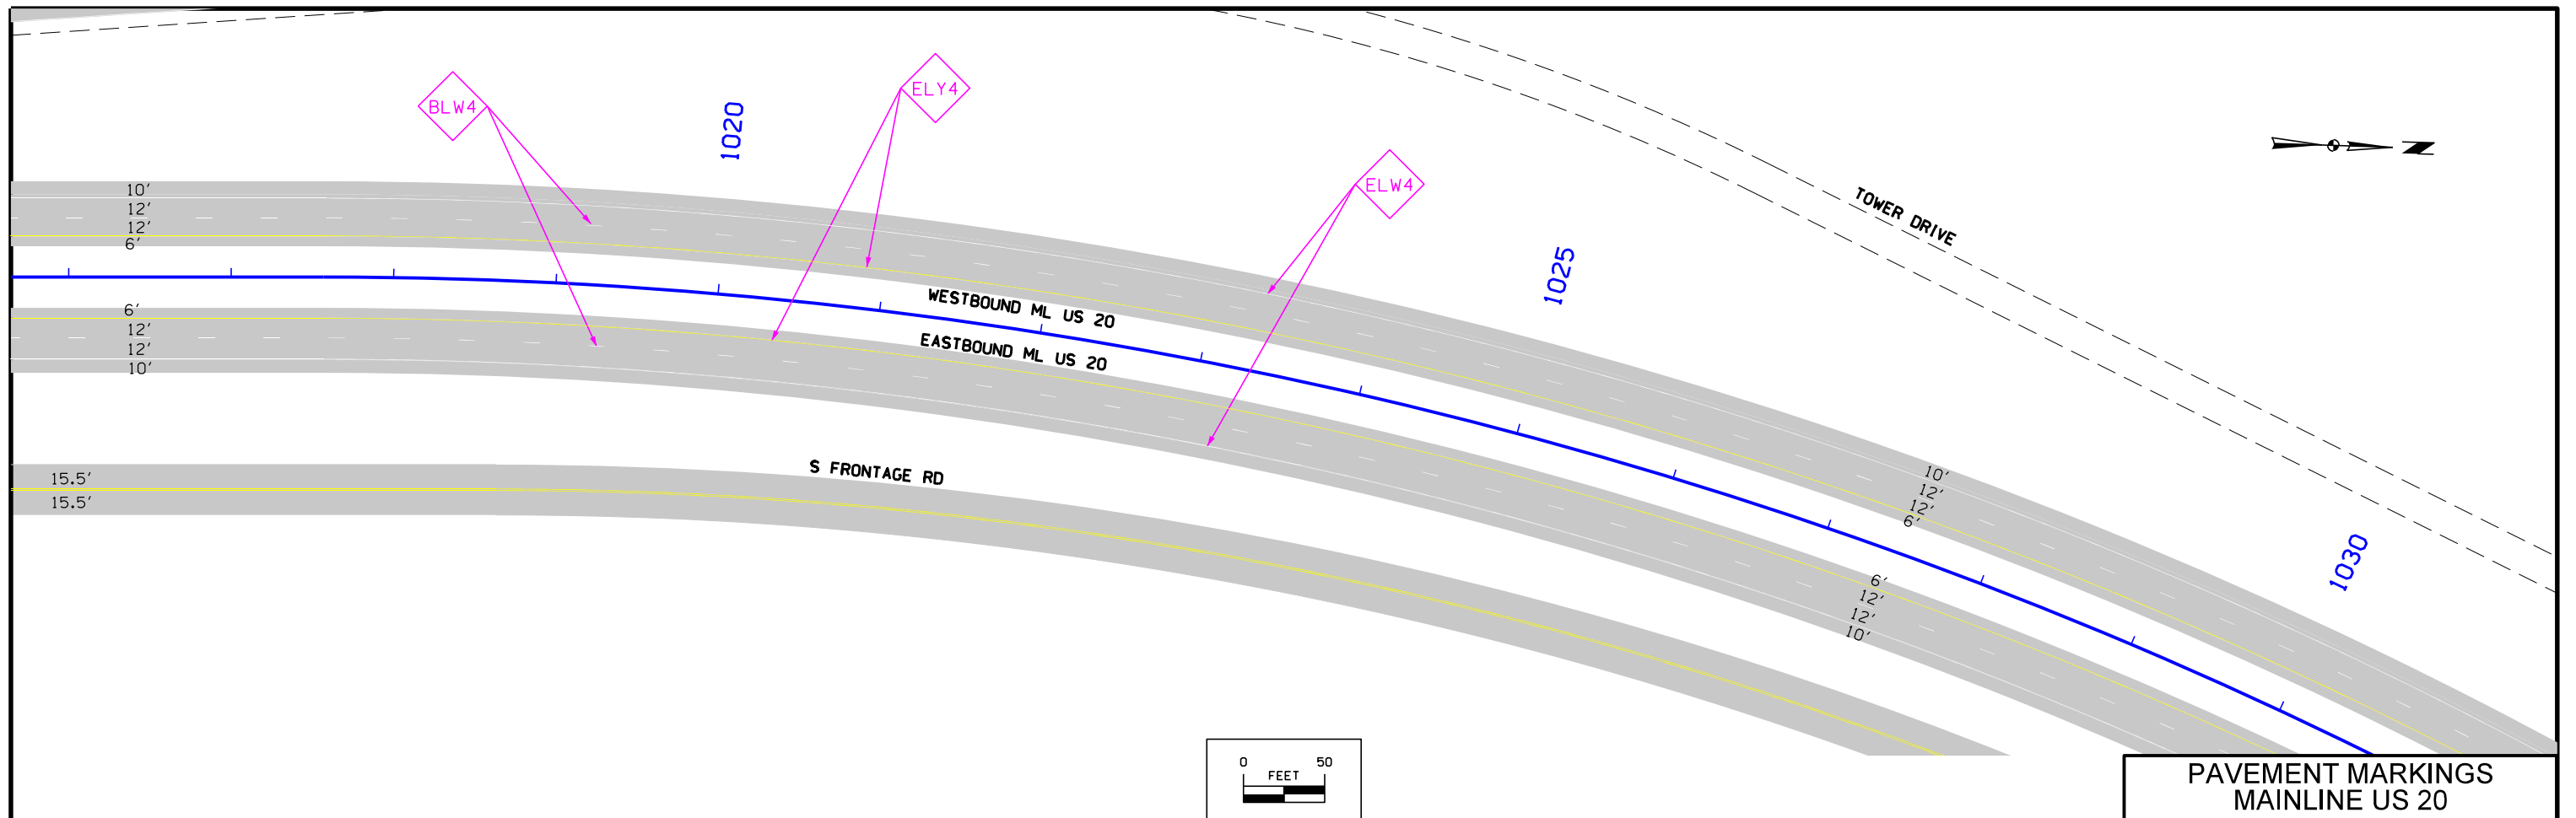 BLW4
ELY4
1020
ELW4
N
TOWER DRIVE
1025
10'
12'
12'
6'
WESTBOUND ML US 20
EASTBOUND ML US 20
6'
12'
12'
10'
S FRONTAGE RD
15.5'
15.5'
10'
12'
12'
6'
6'
12'
12'
10'
1030
0 50
FEET
PAVEMENT MARKINGS
MAINLINE US 20